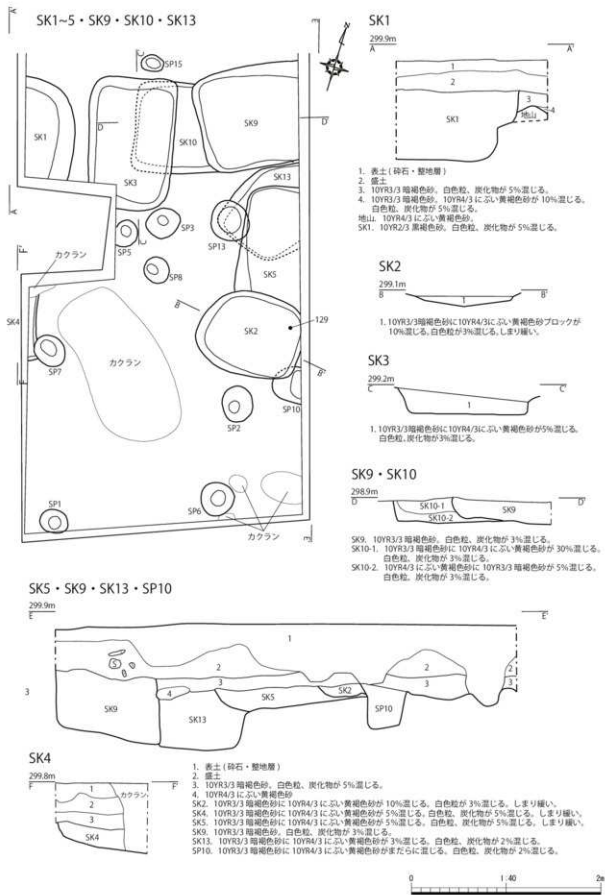 SK1~5・SK9・SK10・SK13
A
3
N
C
SP15
SK1
SK3
D
SK10
SK9
D'
SK13
A'
SP3
SP13
SP5
C'
F'
カクラン
SP8
SK5
B
SK4
SK2
129
カクラン
SP7
F
B'
SP10
SP2
SP1
SP6
カクラン
3
SK1
299.9m
A
A'
1
2
3
4
SK1
地山
1. 表土 (砕石・整地層)
2. 盛土
3. 10YR3/3 暗褐色砂、白色粒、炭化物が 5%混じる。
4. 10YR3/3 暗褐色砂、10YR4/3 にぶい黄褐色砂が 10%混じる、
白色粒、炭化物が 5%混じる。
地山. 10YR4/3 にぶい黄褐色砂。
SK1. 10YR2/3 黒褐色砂、白色粒、炭化物が 5%混じる。
SK2
299.1m
B
B'
1
1. 10YR3/3暗褐色砂に10YR4/3にぶい黄褐色砂ブロックが
10%混じる。白色粒が3%混じる。しまり緩い。
SK3
299.2m
C
C'
1
1. 10YR3/3暗褐色砂に10YR4/3にぶい黄褐色砂が5%混じる。
白色粒、炭化物が3%混じる。
SK9・SK10
298.9m
D
D'
SK10-1
SK9
SK10-2
SK9. 10YR3/3 暗褐色砂、白色粒、炭化物が 3%混じる。
SK10-1. 10YR3/3 暗褐色砂に 10YR4/3 にぶい黄褐色砂が 30%混じる。
白色粒、炭化物が 3%混じる。
SK10-2. 10YR4/3 にぶい黄褐色砂に 10YR3/3 暗褐色砂が 5%混じる。
白色粒、炭化物が 3%混じる。
SK5・SK9・SK13・SP10
299.9m
E
E'
1
S
2
2
2
3
3
3
4
SK5
SK2
3
SK9
SK13
SP10
SK4
299.8m
F
F'
1
カクラン
2
3
SK4
1. 表土 (砕石・整地層)
2. 盛土
3. 10YR3/3 暗褐色砂、白色粒、炭化物が 5%混じる。
4. 10YR4/3 にぶい黄褐色砂
SK2. 10YR3/3 暗褐色砂に 10YR4/3 にぶい黄褐色砂が 10%混じる、白色粒が 3%混じる、しまり緩い。
SK4. 10YR3/3 暗褐色砂に 10YR4/3 にぶい黄褐色砂が 5%混じる、白色粒、炭化物が 5%混じる、しまり緩い。
SK5. 10YR3/3 暗褐色砂に 10YR4/3 にぶい黄褐色砂が 5%混じる、白色粒、炭化物が 5%混じる、しまり緩い。
SK9. 10YR3/3 暗褐色砂、白色粒、炭化物が 3%混じる。
SK13. 10YR3/3 暗褐色砂に 10YR4/3 にぶい黄褐色砂が 3%混じる、白色粒、炭化物が 2%混じる。
SP10. 10YR3/3 暗褐色砂に 10YR4/3 にぶい黄褐色砂がまだらに混じる、白色粒、炭化物が 2%混じる。
0
1:40
2m